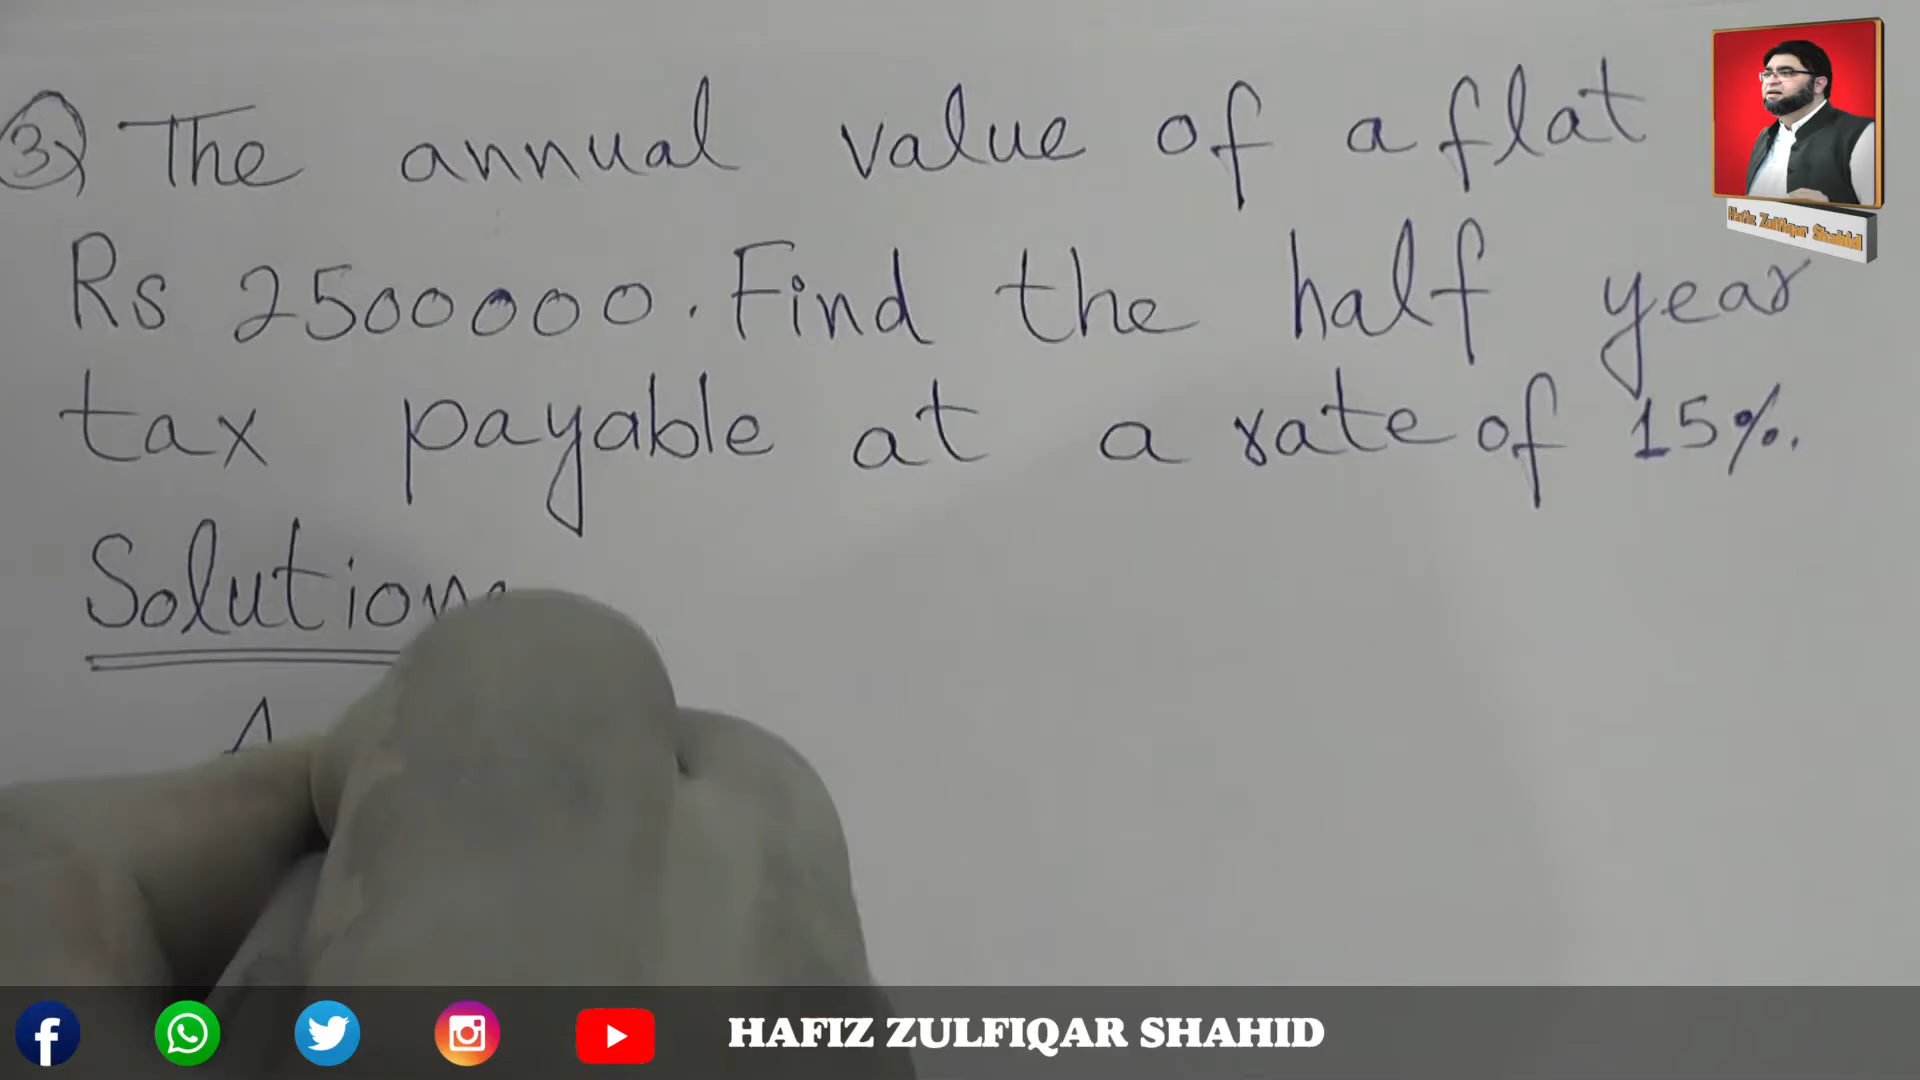 3) The annual value of a flat
Rs 2500000. Find the half year
tax payable at a rate of 15%.
Solution
Hafiz Zulfiqar Shahid
HAFIZ ZULFIQAR SHAHID